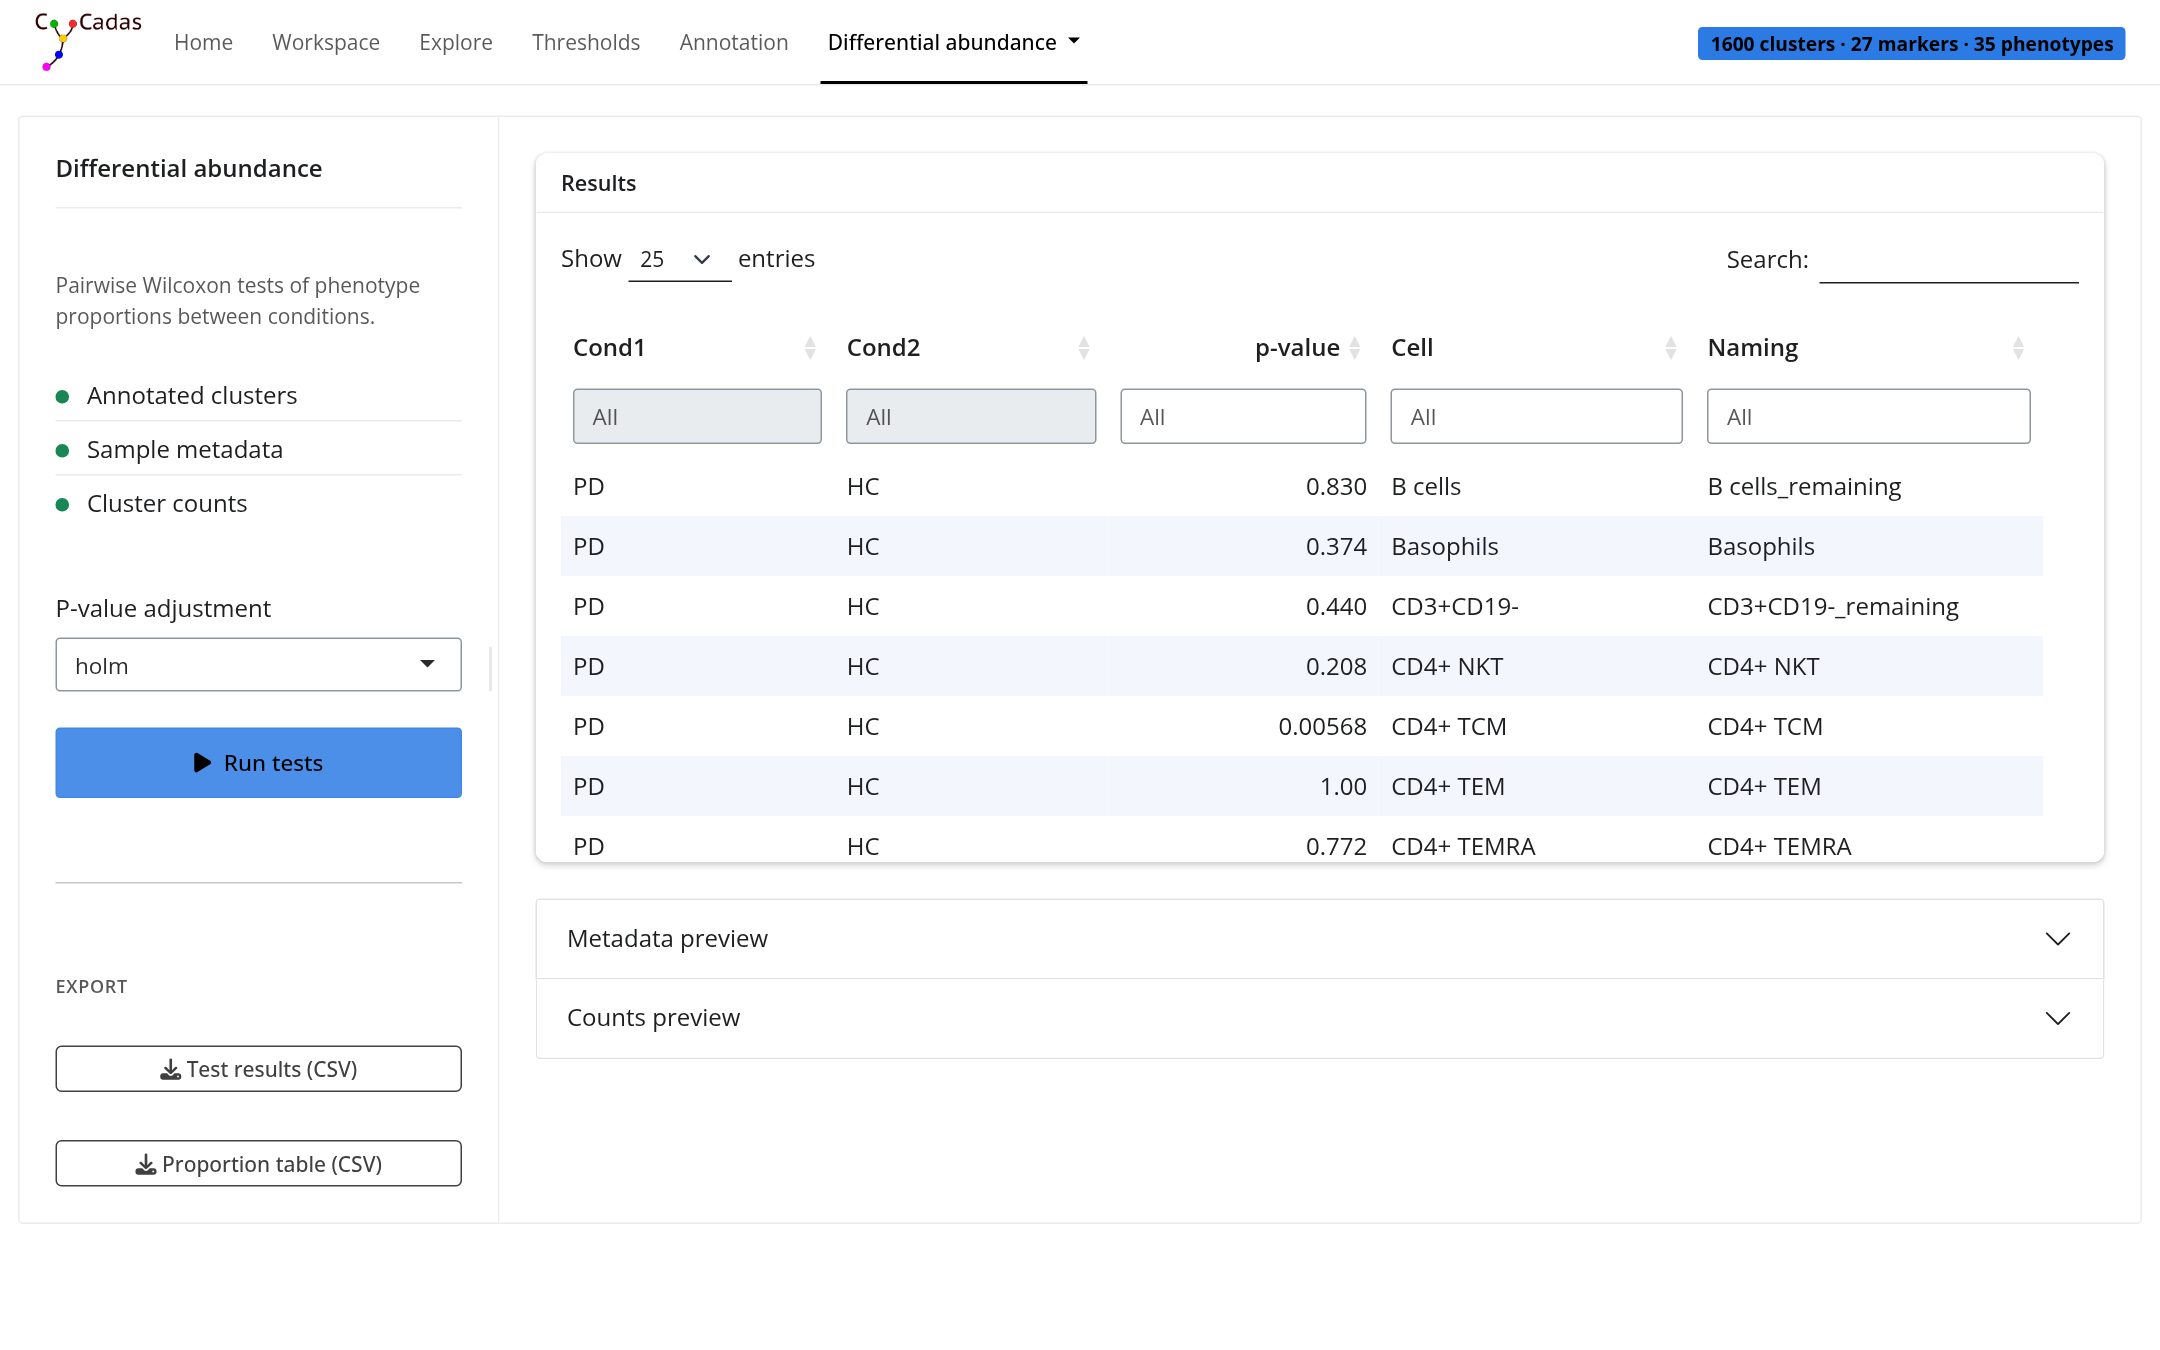 C Cadas
Home Workspace Explore Thresholds Annotation Differential abundance
1600 clusters · 27 markers · 35 phenotypes
Differential abundance
Pairwise Wilcoxon tests of phenotype
proportions between conditions.
Annotated clusters
Sample metadata
Cluster counts
P-value adjustment
holm
Run tests
EXPORT
Test results (CSV)
Proportion table (CSV)
Results
Show 25 entries
Search:
Cond1 Cond2 p-value Cell Naming
All All All All All
PD HC 0.830 B cells B cells_remaining
PD HC 0.374 Basophils Basophils
PD HC 0.440 CD3+CD19- CD3+CD19-_remaining
PD HC 0.208 CD4+ NKT CD4+ NKT
PD HC 0.00568 CD4+ TCM CD4+ TCM
PD HC 1.00 CD4+ TEM CD4+ TEM
PD HC 0.772 CD4+ TEMRA CD4+ TEMRA
Metadata preview
Counts preview